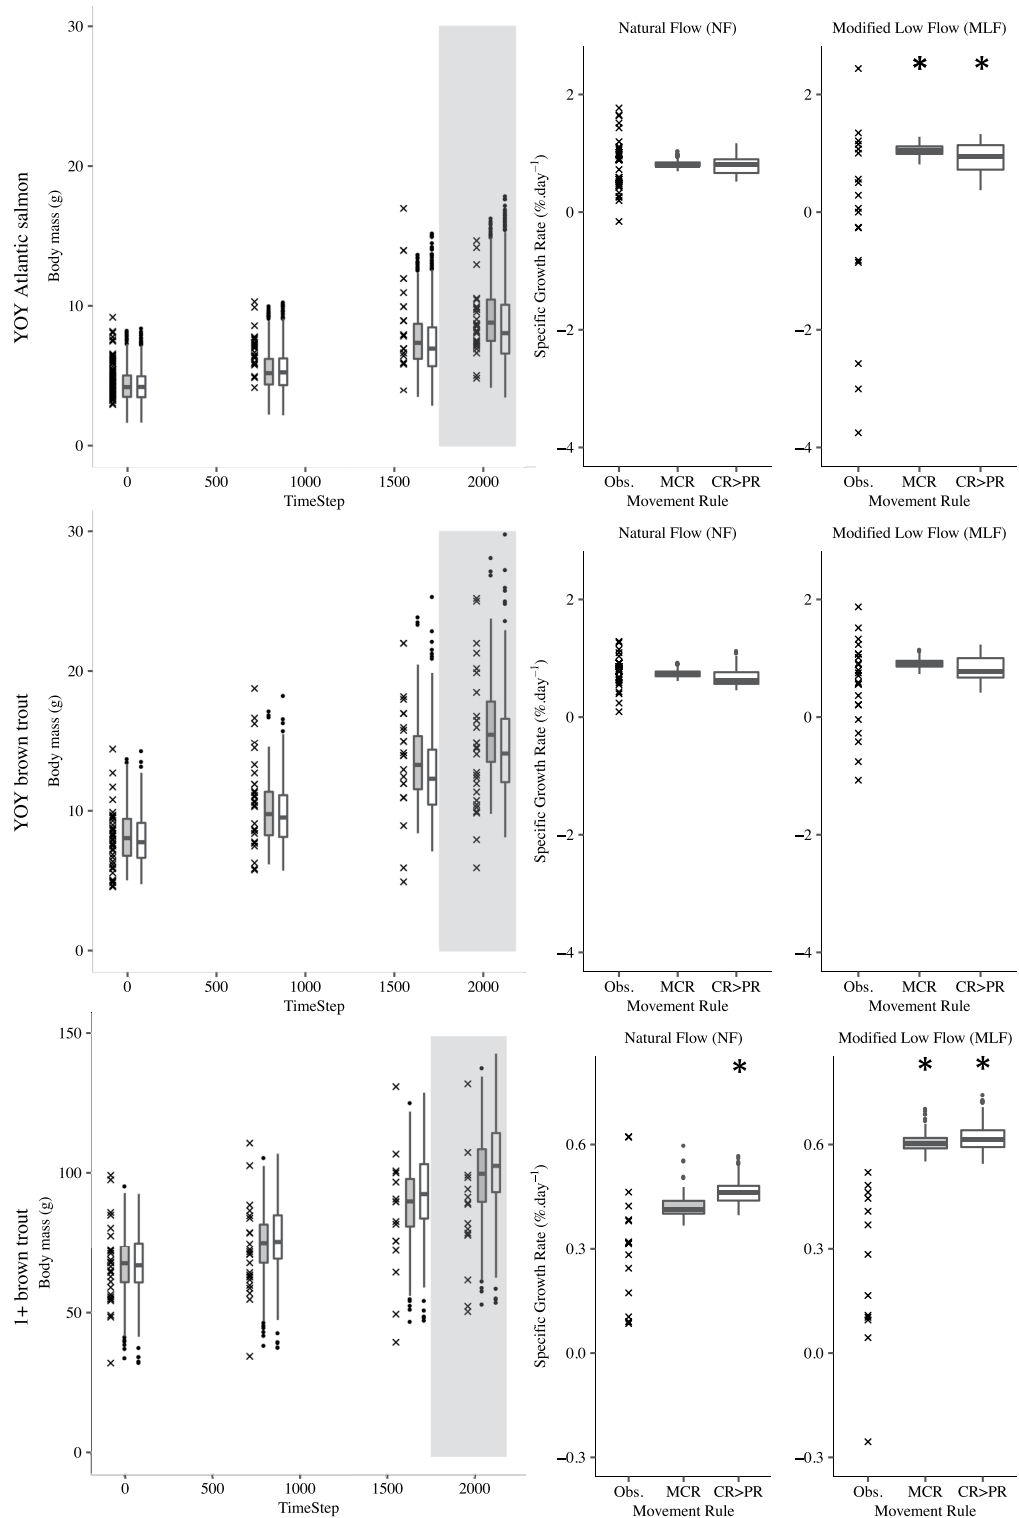 YOY Atlantic salmon
Body mass (g)
30
20
10
0
0 500 1000 1500 2000
TimeStep
Natural Flow (NF)
Specific Growth Rate (%.day−1)
2
0
−2
−4
Obs. MCR CR>PR
Movement Rule
Modified Low Flow (MLF)
* *
2
0
−2
−4
Obs. MCR CR>PR
Movement Rule
YOY brown trout
Body mass (g)
30
20
10
0
0 500 1000 1500 2000
TimeStep
Natural Flow (NF)
Specific Growth Rate (%.day−1)
2
0
−2
−4
Obs. MCR CR>PR
Movement Rule
Modified Low Flow (MLF)
2
0
−2
−4
Obs. MCR CR>PR
Movement Rule
1+ brown trout
Body mass (g)
150
100
50
0
0 500 1000 1500 2000
TimeStep
Natural Flow (NF)
*
Specific Growth Rate (%.day−1)
0.6
0.3
0.0
−0.3
Obs. MCR CR>PR
Movement Rule
Modified Low Flow (MLF)
* *
0.6
0.3
0.0
−0.3
Obs. MCR CR>PR
Movement Rule